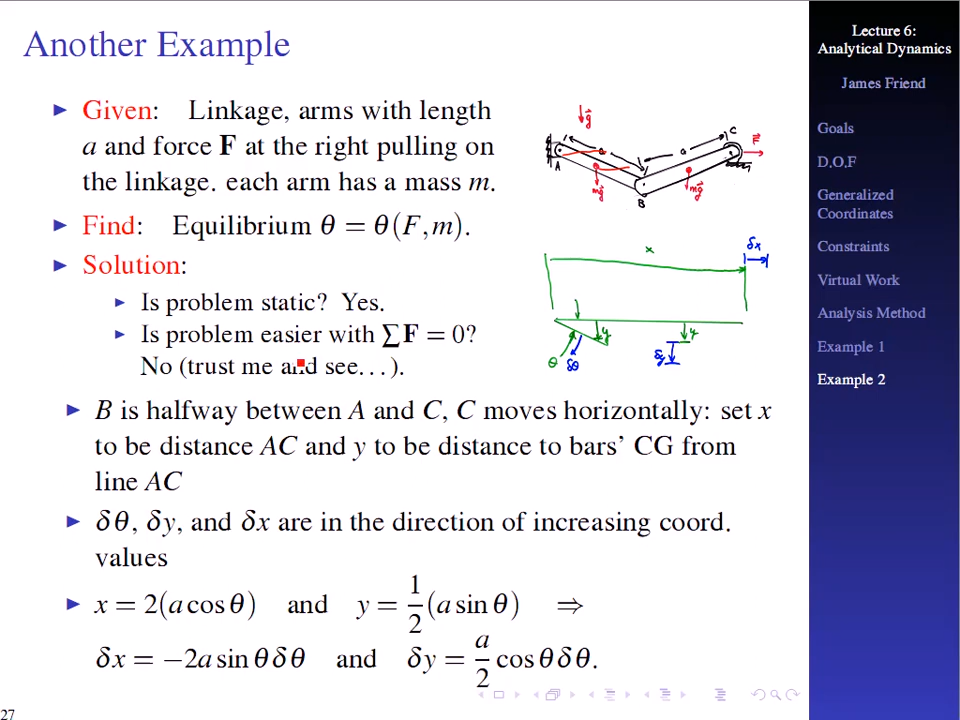 Another Example
▶ Given: Linkage, arms with length
a and force F at the right pulling on
the linkage. each arm has a mass m.
▶ Find: Equilibrium θ = θ(F,m).
▶ Solution:
▶ Is problem static? Yes.
▶ Is problem easier with ∑F = 0?
No (trust me and see...).
▶ B is halfway between A and C, C moves horizontally: set x
to be distance AC and y to be distance to bars' CG from
line AC
▶ δθ, δy, and δx are in the direction of increasing coord.
values
▶ x = 2(a cos θ) and y = 1/2 (a sin θ) ⇒
δx = −2a sin θ δθ and δy = a/2 cos θ δθ.
g
C
a
a
F
A
mg
mg
B
x
δx
y
y
θ
δθ
δy
Lecture 6:
Analytical Dynamics
James Friend
Goals
D.O.F
Generalized
Coordinates
Constraints
Virtual Work
Analysis Method
Example 1
Example 2
27